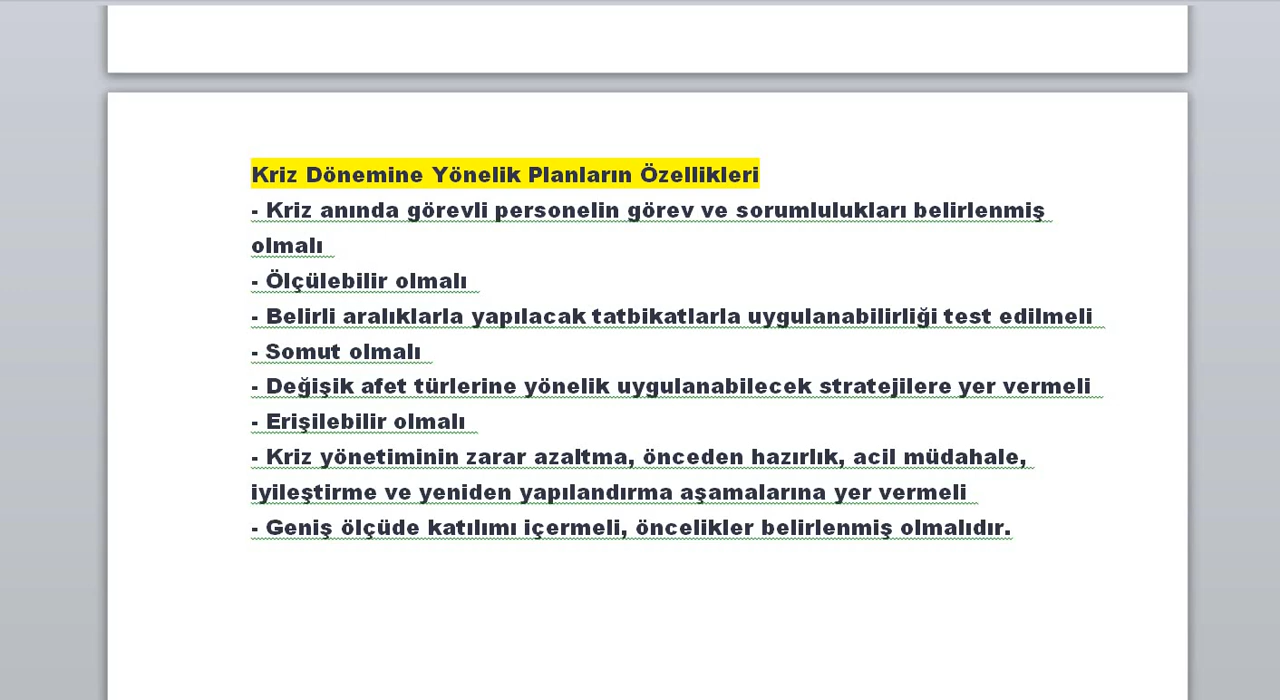 Kriz Dönemine Yönelik Planların Özellikleri
- Kriz anında görevli personelin görev ve sorumlulukları belirlenmiş
olmalı
- Ölçülebilir olmalı
- Belirli aralıklarla yapılacak tatbikatlarla uygulanabilirliği test edilmeli
- Somut olmalı
- Değişik afet türlerine yönelik uygulanabilecek stratejilere yer vermeli
- Erişilebilir olmalı
- Kriz yönetiminin zarar azaltma, önceden hazırlık, acil müdahale,
iyileştirme ve yeniden yapılandırma aşamalarına yer vermeli
- Geniş ölçüde katılımı içermeli, öncelikler belirlenmiş olmalıdır.